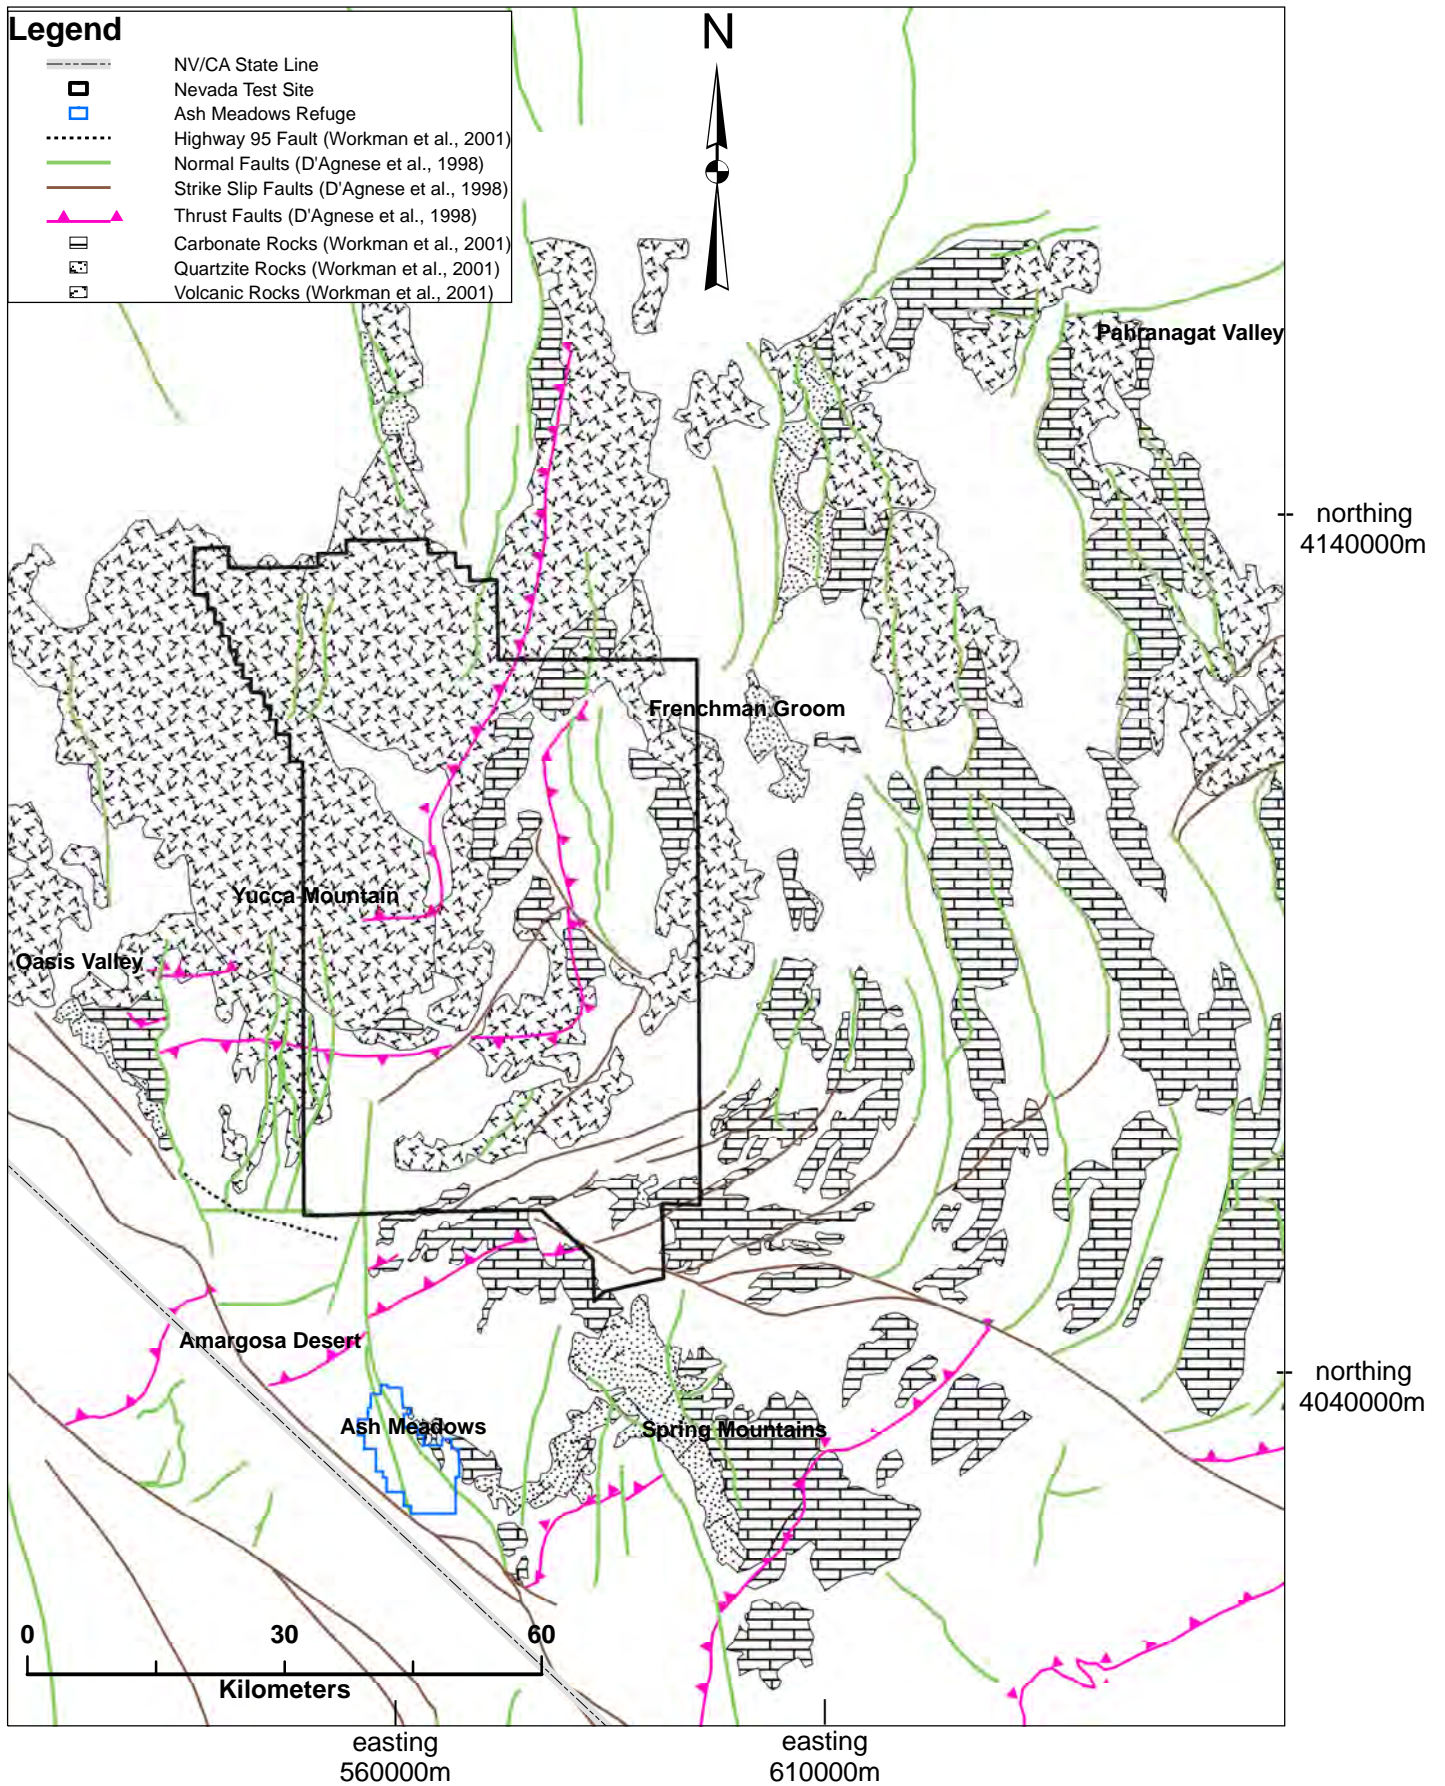 Legend
NV/CA State Line
Nevada Test Site
Ash Meadows Refuge
Highway 95 Fault (Workman et al., 2001)
Normal Faults (D'Agnese et al., 1998)
Strike Slip Faults (D'Agnese et al., 1998)
Thrust Faults (D'Agnese et al., 1998)
Carbonate Rocks (Workman et al., 2001)
Quartzite Rocks (Workman et al., 2001)
Volcanic Rocks (Workman et al., 2001)
N
Pahranagat Valley
northing
4140000m
Frenchman Groom
Yucca Mountain
Oasis Valley
Amargosa Desert
northing
4040000m
Ash Meadows
Spring Mountains
0 30 60
Kilometers
easting
560000m
easting
610000m